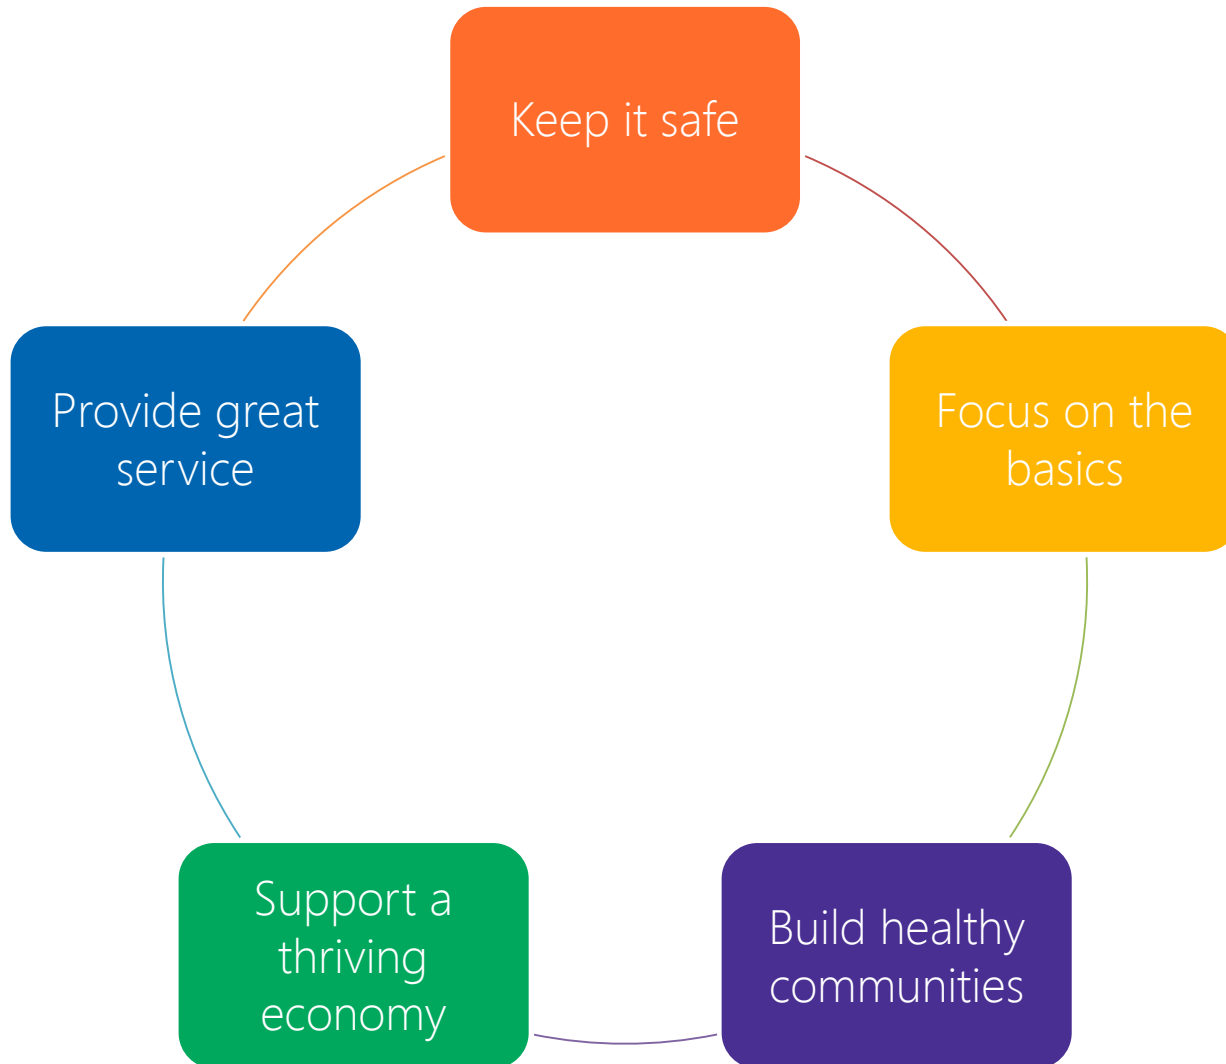 Keep it safe
Focus on the
basics
Build healthy
communities
Support a
thriving
economy
Provide great
service